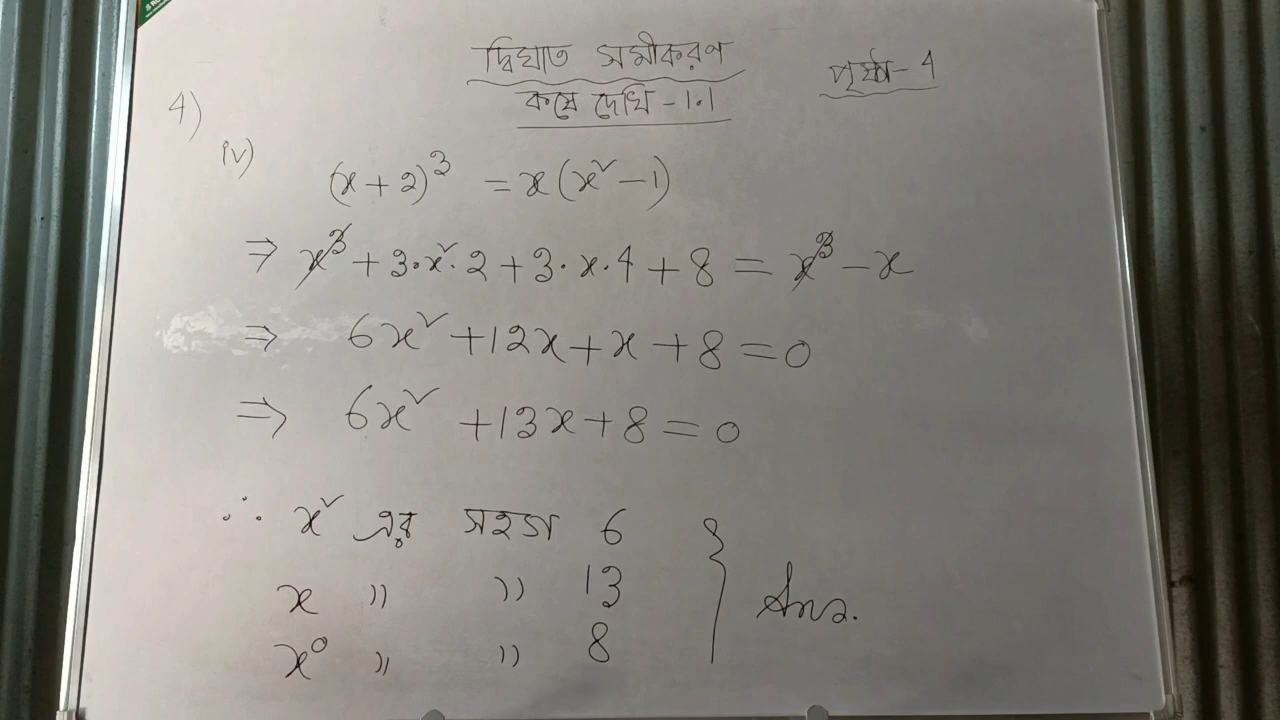 দ্বিঘাত সমীকরণ
কষে দেখি - 1.1
পৃষ্ঠা - 4
4)
iv) (x + 2)³ = x(x² - 1)
⇒ x³ + 3·x²·2 + 3·x·4 + 8 = x³ - x
⇒ 6x² + 12x + x + 8 = 0
⇒ 6x² + 13x + 8 = 0
∴ x² এর সহগ 6
x " " 13
x⁰ " " 8
Ans.